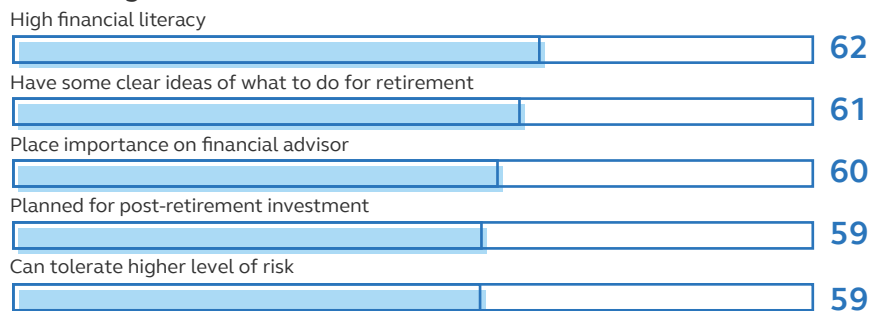 High financial literacy
62
Have some clear ideas of what to do for retirement
61
Place importance on financial advisor
60
Planned for post-retirement investment
59
Can tolerate higher level of risk
59